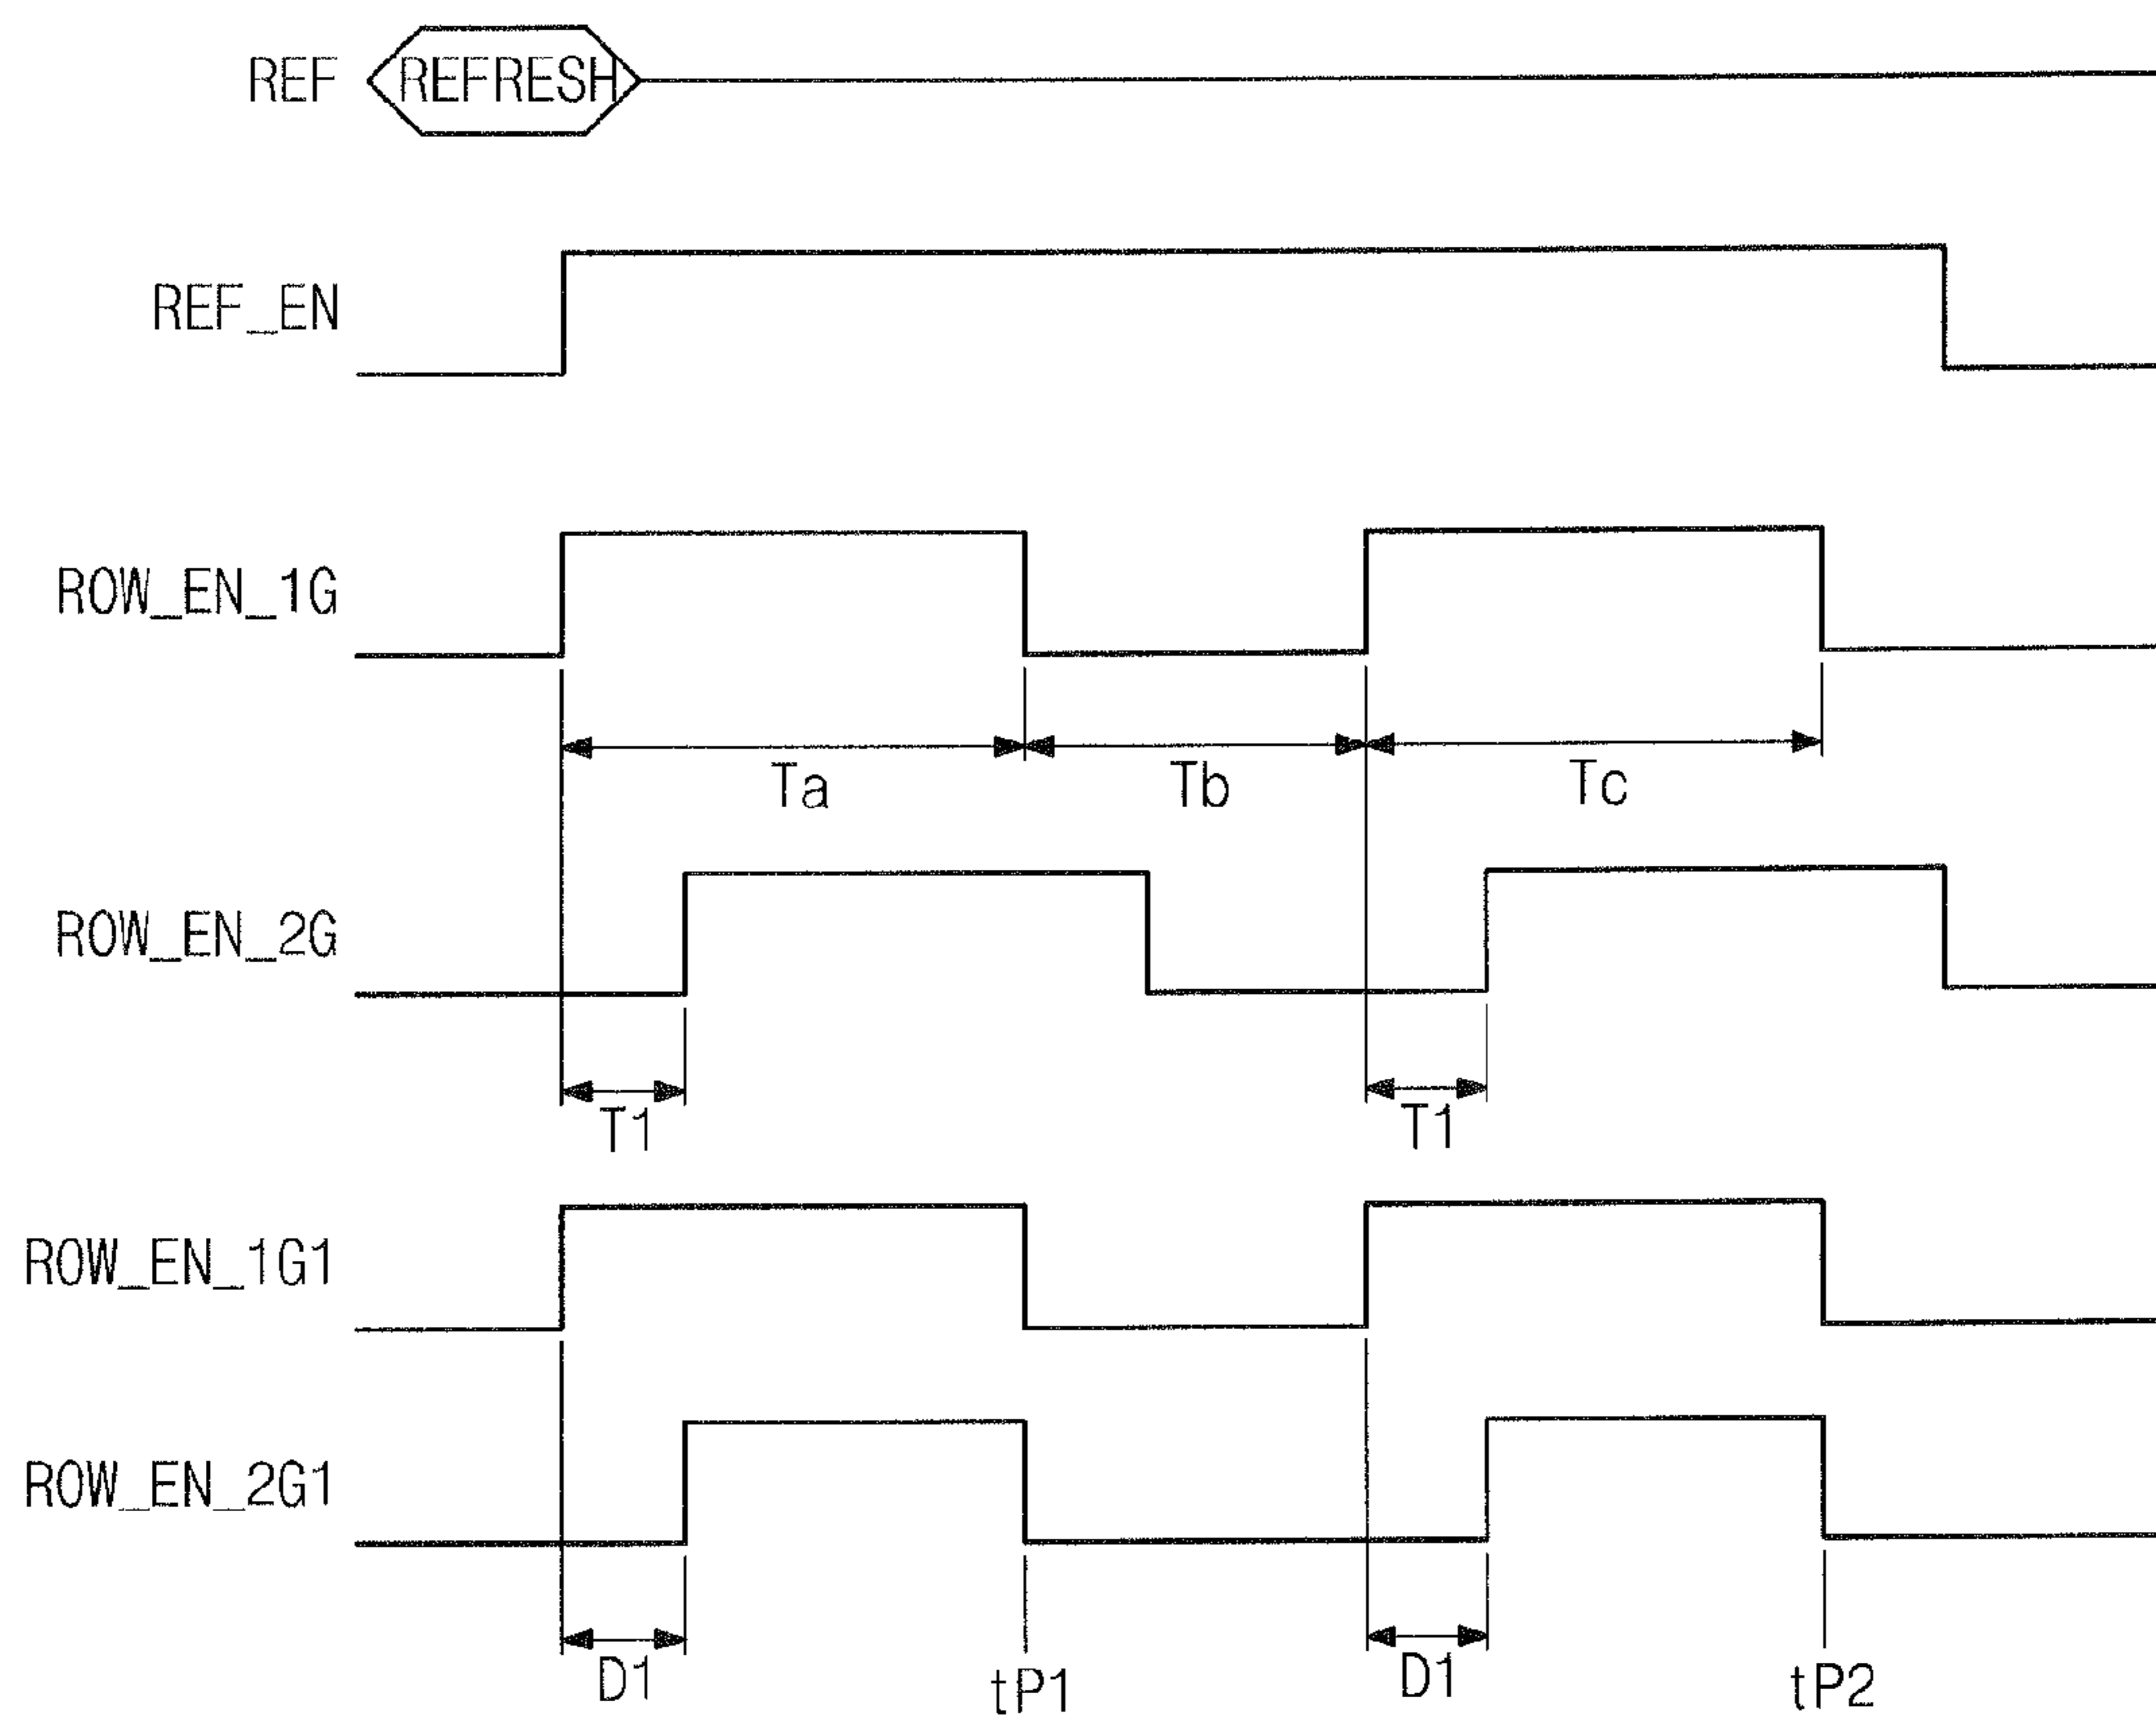 REF REFRESH
REF_EN
ROW_EN_1G
Ta Tb Tc
ROW_EN_2G
T1 T1
ROW_EN_1G1
ROW_EN_2G1
D1 tP1 D1 tP2